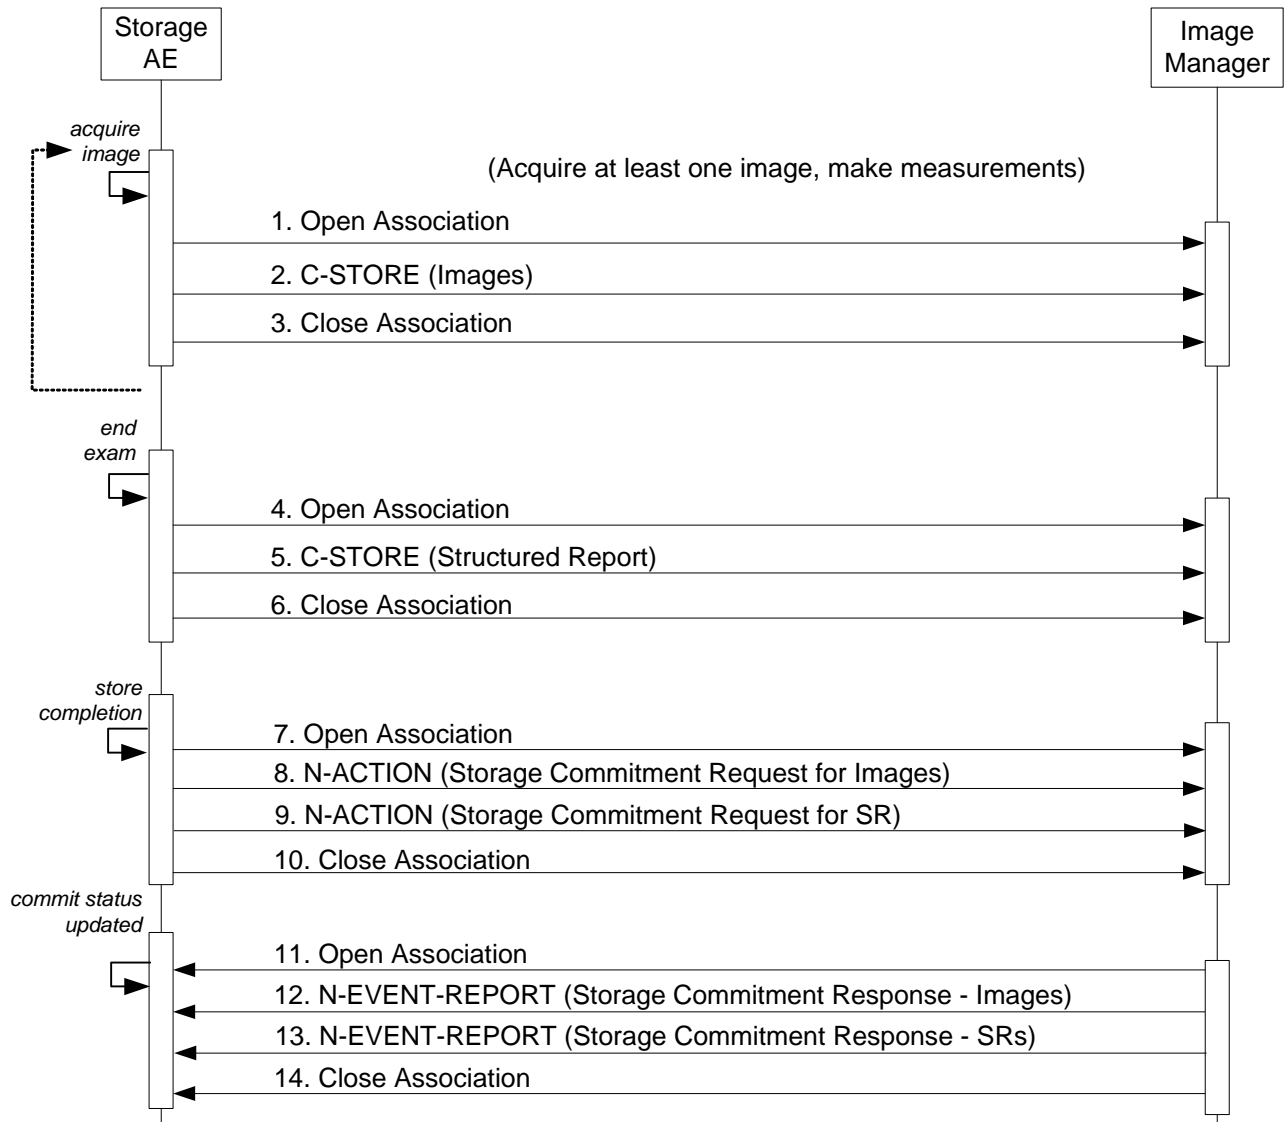 Storage
AE
Image
Manager
acquire
image
(Acquire at least one image, make measurements)
1. Open Association
2. C-STORE (Images)
3. Close Association
end
exam
4. Open Association
5. C-STORE (Structured Report)
6. Close Association
store
completion
7. Open Association
8. N-ACTION (Storage Commitment Request for Images)
9. N-ACTION (Storage Commitment Request for SR)
10. Close Association
commit status
updated
11. Open Association
12. N-EVENT-REPORT (Storage Commitment Response - Images)
13. N-EVENT-REPORT (Storage Commitment Response - SRs)
14. Close Association